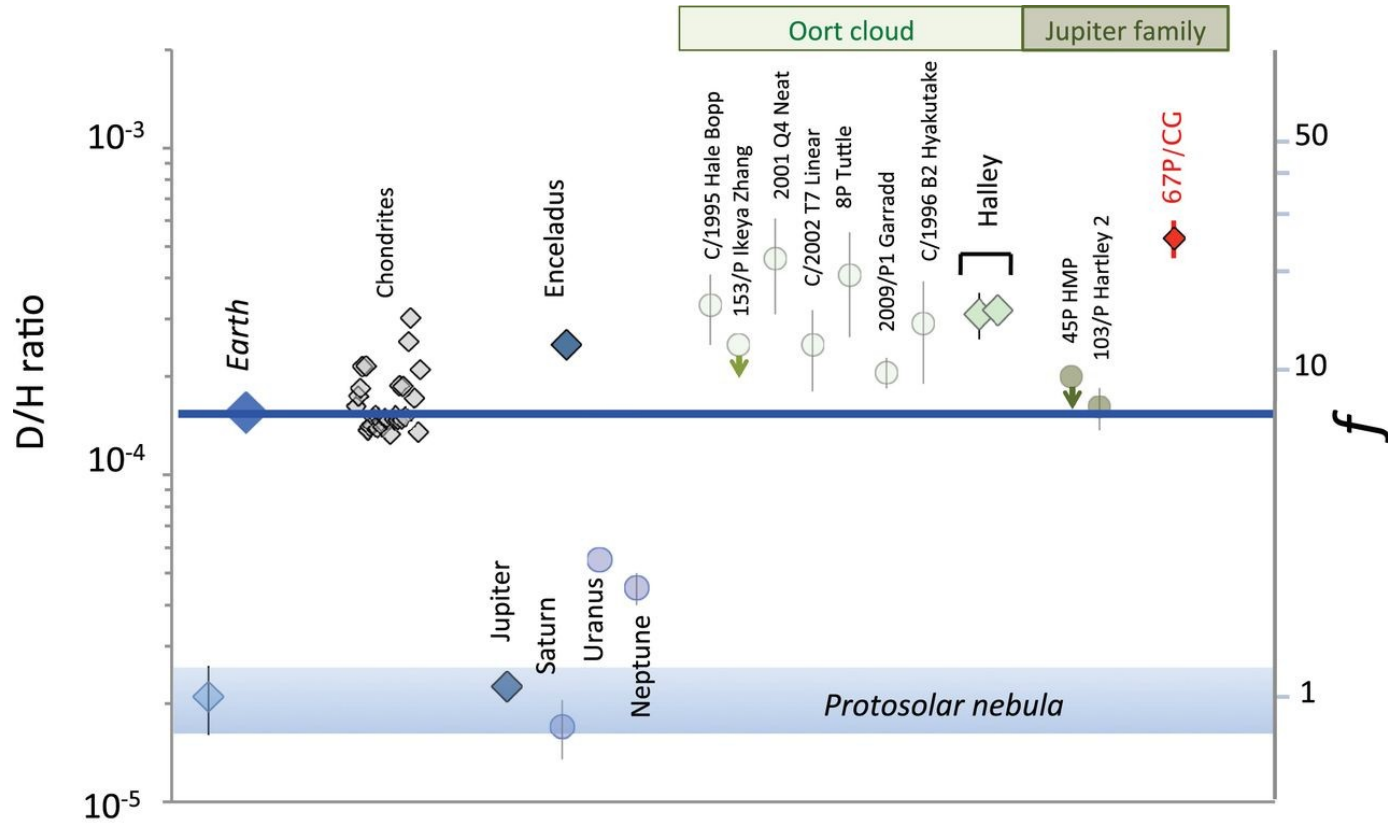 Oort cloud
Jupiter family
D/H ratio
10-3
10-4
10-5
Earth
Chondrites
Enceladus
C/1995 Hale Bopp
153/P Ikeya Zhang
2001 Q4 Neat
C/2002 T7 Linear
8P Tuttle
2009/P1 Garradd
C/1996 B2 Hyakutake
Halley
45P HMP
103/P Hartley 2
67P/CG
50
10
1
f
Jupiter
Saturn
Uranus
Neptune
Protosolar nebula